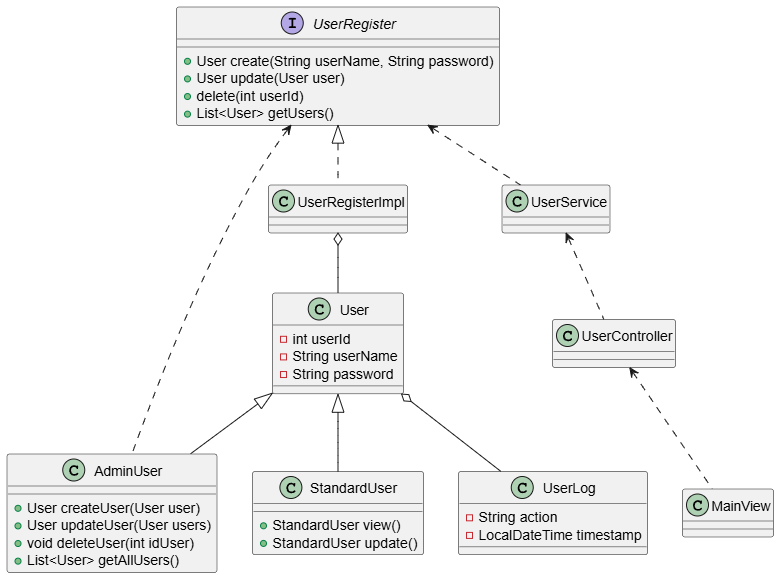 I UserRegister
User create(String userName, String password)
User update(User user)
delete(int userId)
List<User> getUsers()
C UserRegisterImpl
C UserService
C User
int userId
String userName
String password
C UserController
C AdminUser
User createUser(User user)
User updateUser(User users)
void deleteUser(int idUser)
List<User> getAllUsers()
C StandardUser
StandardUser view()
StandardUser update()
C UserLog
String action
LocalDateTime timestamp
C MainView